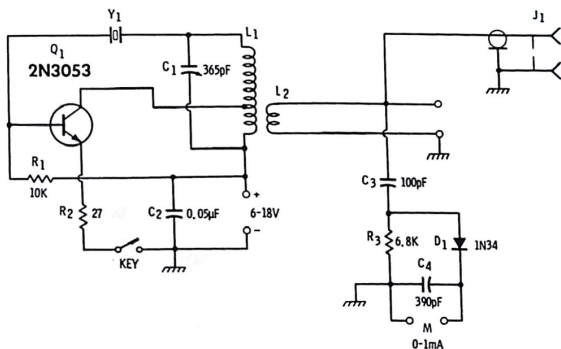 Y1
L1
J1
Q1
2N3053
C1
365pF
L2
R1
10K
R2
27
C2
0.05µF
+
6-18V
−
KEY
C3
100pF
R3
6.8K
D1
1N34
C4
390pF
M
0-1mA